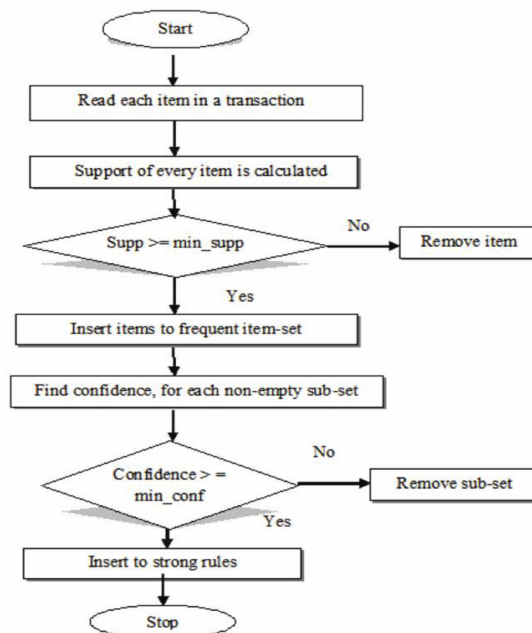 Start
Read each item in a transaction
Support of every item is calculated
Supp >= min_supp
No
Remove item
Yes
Insert items to frequent item-set
Find confidence, for each non-empty sub-set
Confidence > =
min_conf
No
Remove sub-set
Yes
Insert to strong rules
Stop